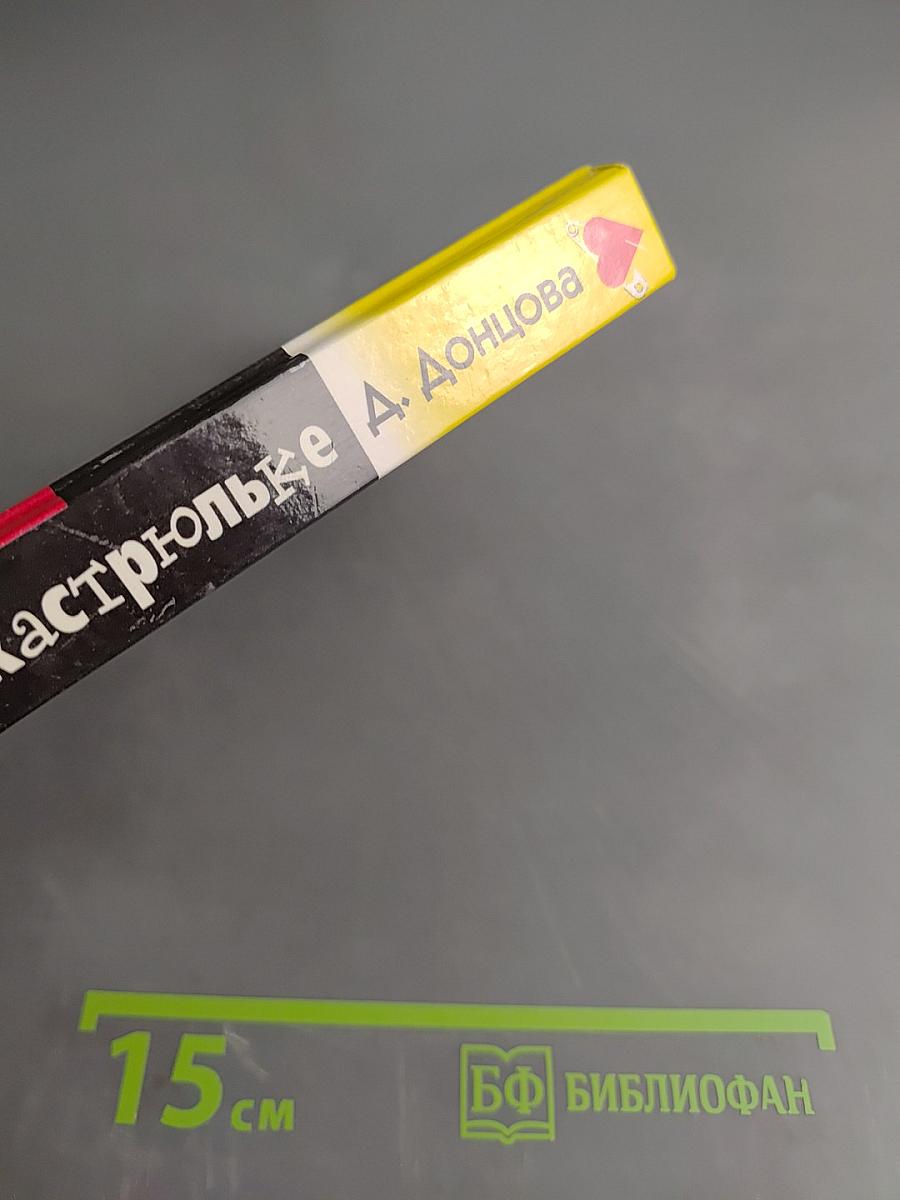 Д. Донцова
кастрюльке
15 см
БФ БИБЛИОФАН